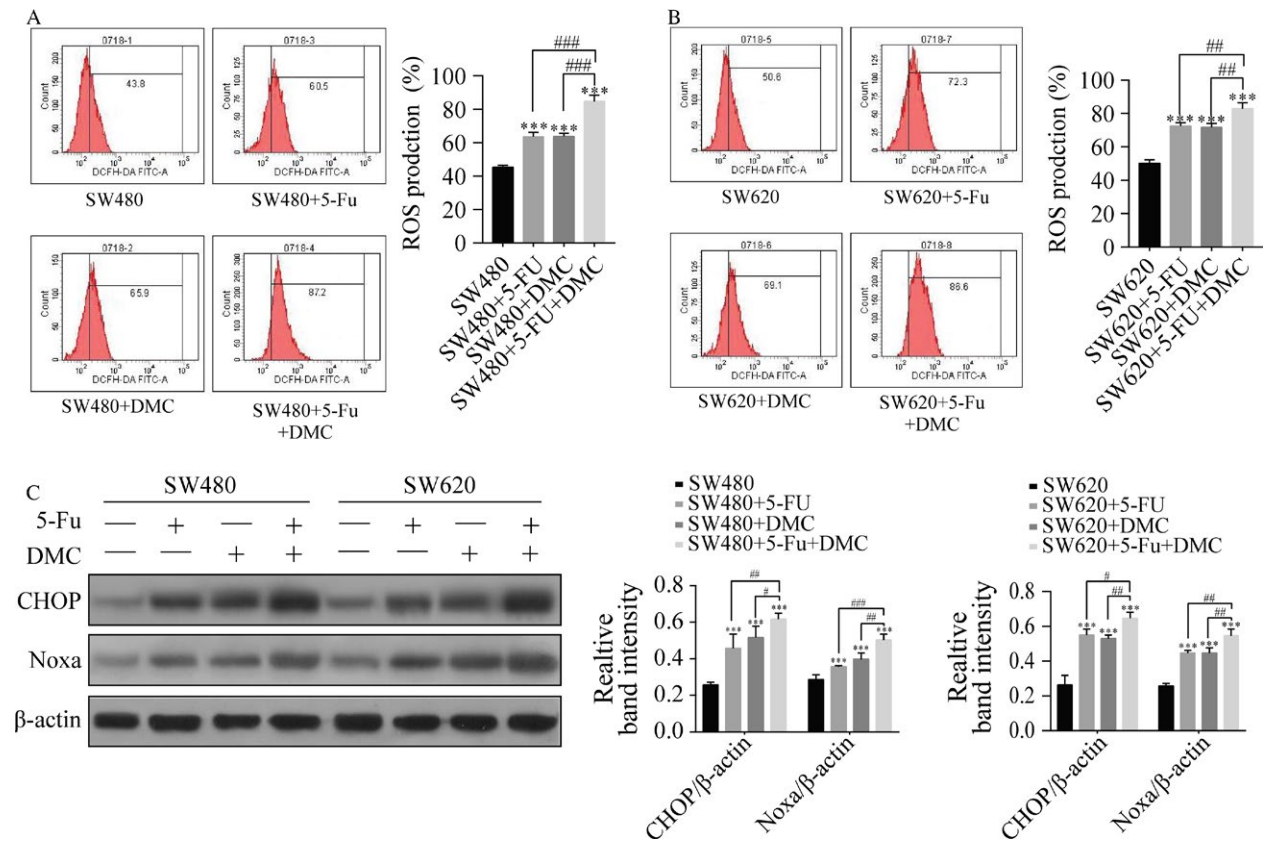 A
0718-1
Count
43.8
DCFH-DA FITC-A
SW480
0718-3
Count
60.5
DCFH-DA FITC-A
SW480+5-Fu
0718-2
Count
65.9
DCFH-DA FITC-A
SW480+DMC
0718-4
Count
87.2
DCFH-DA FITC-A
SW480+5-Fu
+DMC
ROS prodction (%)
100
80
60
40
20
0
###
###
*** *** ***
SW480
SW480+5-FU
SW480+DMC
SW480+5-FU+DMC
B
0718-5
Count
50.6
DCFH-DA FITC-A
SW620
0718-7
Count
72.3
DCFH-DA FITC-A
SW620+5-Fu
0718-6
Count
69.1
DCFH-DA FITC-A
SW620+DMC
0718-8
Count
86.6
DCFH-DA FITC-A
SW620+5-Fu
+DMC
ROS prodction (%)
100
80
60
40
20
0
##
##
*** *** ***
SW620
SW620+5-FU
SW620+DMC
SW620+5-FU+DMC
C
SW480 SW620
5-Fu — + — + — + — +
DMC — — + + — — + +
CHOP
Noxa
β-actin
SW480
SW480+5-FU
SW480+DMC
SW480+5-Fu+DMC
Realtive
band intensity
0.8
0.6
0.4
0.2
0.0
##
#
*** *** ***
###
##
*** *** ***
CHOP/β-actin
Noxa/β-actin
SW620
SW620+5-FU
SW620+DMC
SW620+5-Fu+DMC
Realtive
band intensity
0.8
0.6
0.4
0.2
0.0
#
##
*** *** ***
##
##
*** *** ***
CHOP/β-actin
Noxa/β-actin